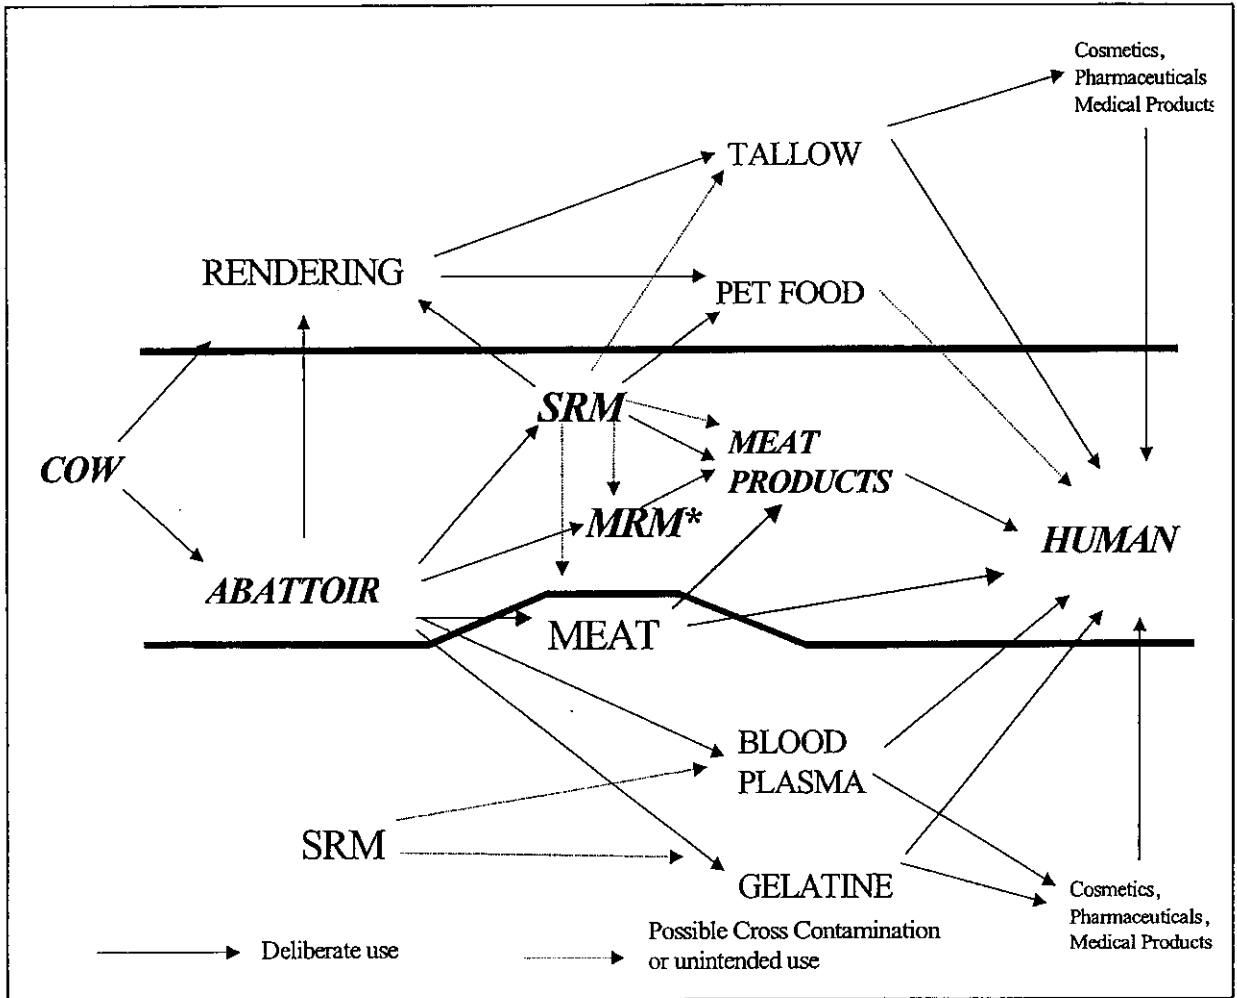 Cosmetics,
Pharmaceuticals
Medical Products
TALLOW
RENDERING
PET FOOD
SRM
MEAT
PRODUCTS
COW
MRM*
HUMAN
ABATTOIR
MEAT
BLOOD
PLASMA
SRM
GELATINE
Cosmetics,
Pharmaceuticals,
Medical Products
Deliberate use
Possible Cross Contamination
or unintended use